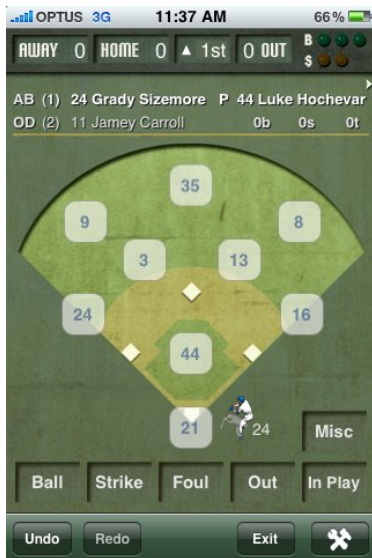 OPTUS 3G 11:37 AM 66%
AWAY 0 HOME 0 ▲ 1st 0 OUT B S
AB (1) 24 Grady Sizemore P 44 Luke Hochevar
OD (2) 11 Jamey Carroll 0b 0s 0t
35
9 8
3 13
24 16
44
21 24
Misc
Ball Strike Foul Out In Play
Undo Redo Exit